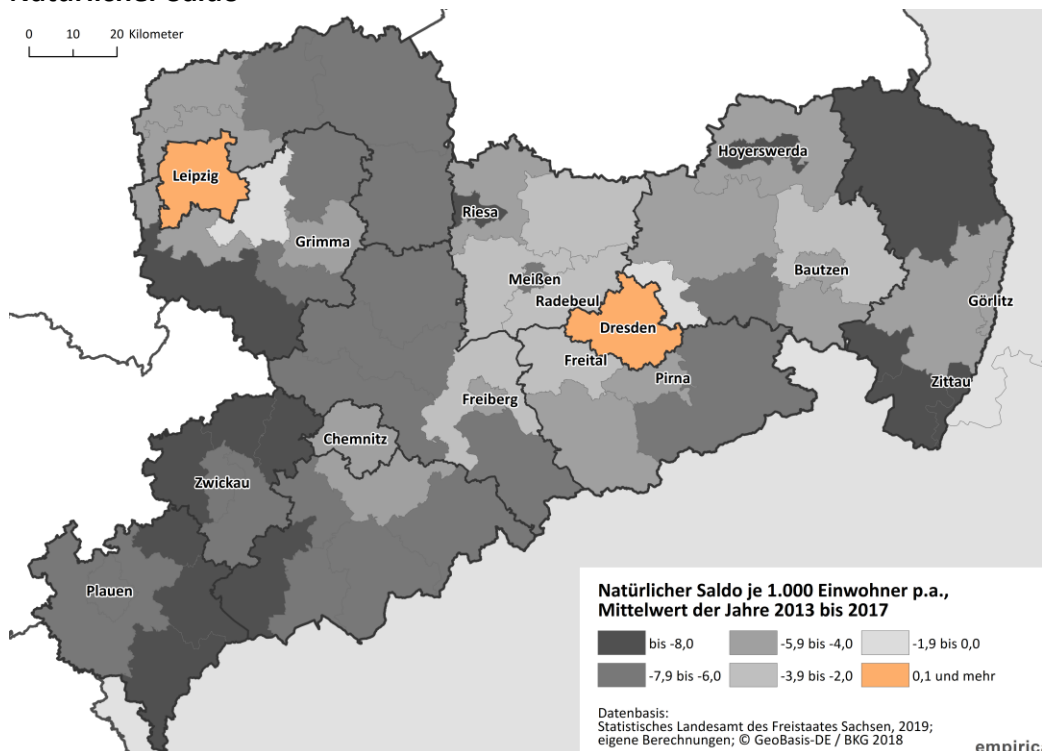 Natürlicher Saldo
0 10 20 Kilometer
Hoyerswerda
Leipzig
Riesa
Grimma
Bautzen
Meißen
Görlitz
Radebeul
Dresden
Freital
Pirna
Zittau
Freiberg
Chemnitz
Zwickau
Plauen
Natürlicher Saldo je 1.000 Einwohner p.a.,
Mittelwert der Jahre 2013 bis 2017
bis -8,0 -5,9 bis -4,0 -1,9 bis 0,0
-7,9 bis -6,0 -3,9 bis -2,0 0,1 und mehr
Datenbasis:
Statistisches Landesamt des Freistaates Sachsen, 2019;
eigene Berechnungen; © GeoBasis-DE / BKG 2018
empirica